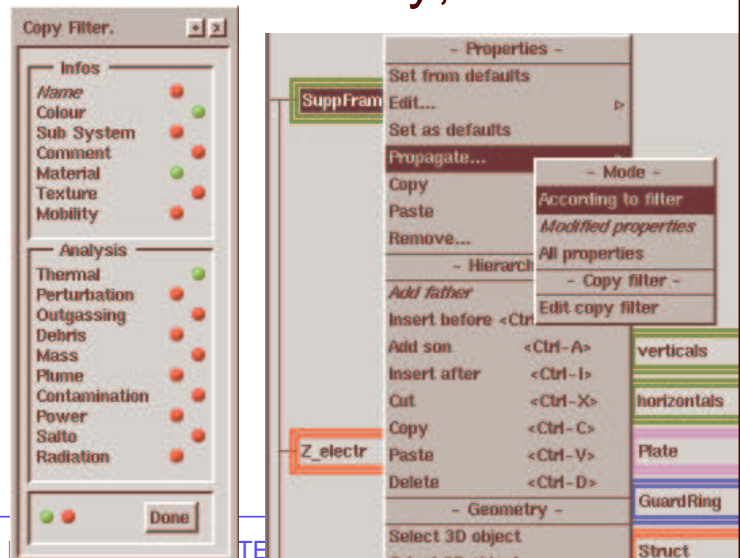 Copy Filter.
Infos
Name
Colour
Sub System
Comment
Material
Texture
Mobility
Analysis
Thermal
Perturbation
Outgassing
Debris
Mass
Plume
Contamination
Power
Salto
Radiation
Done
SuppFram
Z_electr
- Properties -
Set from defaults
Edit...
Set as defaults
Propagate...
Copy
Paste
Remove...
- Hierarch
Add father
Insert before <Ctrl
Add son <Ctrl-A>
Insert after <Ctrl-I>
Cut <Ctrl-X>
Copy <Ctrl-C>
Paste <Ctrl-V>
Delete <Ctrl-D>
- Geometry -
Select 3D object
- Mode -
According to filter
Modified properties
All properties
- Copy filter -
Edit copy filter
verticals
horizontals
Plate
GuardRing
Struct
TE